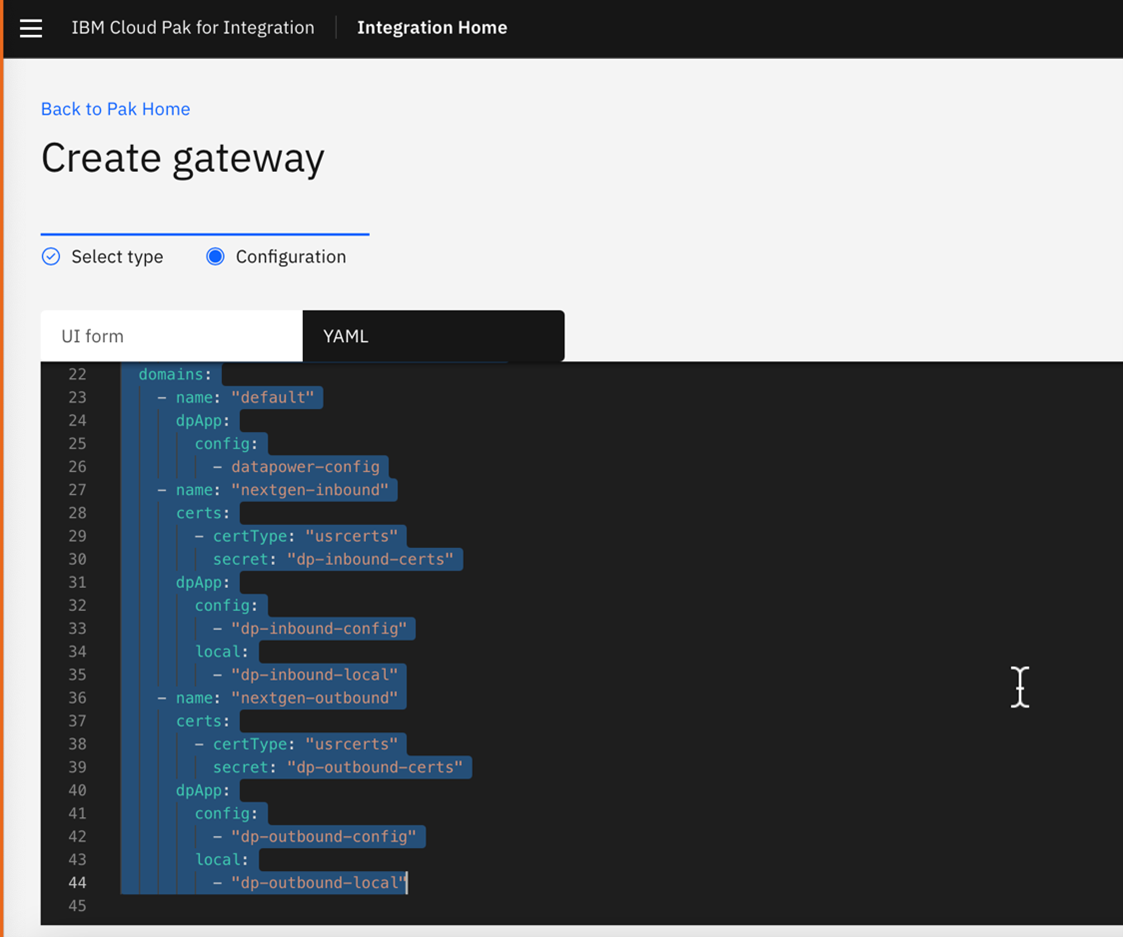 IBM Cloud Pak for Integration Integration Home
Back to Pak Home
Create gateway
Select type Configuration
UI form YAML
22 domains:
23 - name: "default"
24 dpApp:
25 config:
26 - datapower-config
27 - name: "nextgen-inbound"
28 certs:
29 - certType: "usrcerts"
30 secret: "dp-inbound-certs"
31 dpApp:
32 config:
33 - "dp-inbound-config"
34 local:
35 - "dp-inbound-local"
36 - name: "nextgen-outbound"
37 certs:
38 - certType: "usrcerts"
39 secret: "dp-outbound-certs"
40 dpApp:
41 config:
42 - "dp-outbound-config"
43 local:
44 - "dp-outbound-local"
45